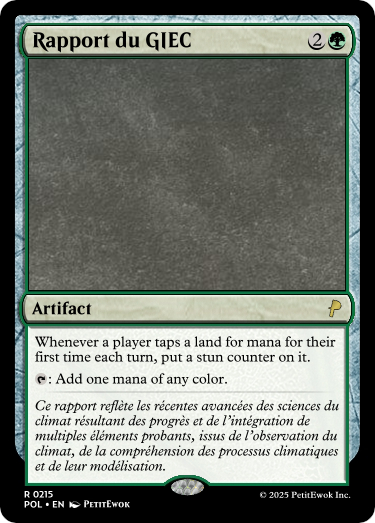 Rapport du GIEC 2
Artifact
Whenever a player taps a land for mana for their
first time each turn, put a stun counter on it.
: Add one mana of any color.
Ce rapport reflète les récentes avancées des sciences du
climat résultant des progrès et de l'intégration de
multiples éléments probants, issus de l'observation du
climat, de la compréhension des processus climatiques
et de leur modélisation.
R 0215
POL • EN PetitEwok
© 2025 PetitEwok Inc.